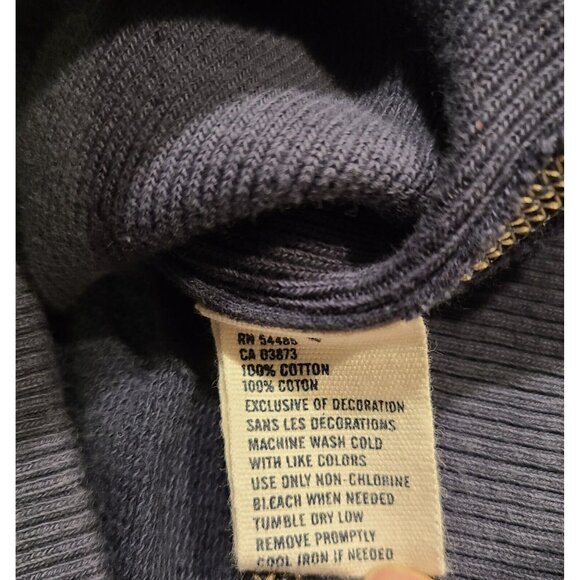 RN 54485
CA 03873
100% COTTON
100% COTON
EXCLUSIVE OF DECORATION
SANS LES DÉCORATIONS
MACHINE WASH COLD
WITH LIKE COLORS
USE ONLY NON-CHLORINE
BLEACH WHEN NEEDED
TUMBLE DRY LOW
REMOVE PROMPTLY
COOL IRON IF NEEDED